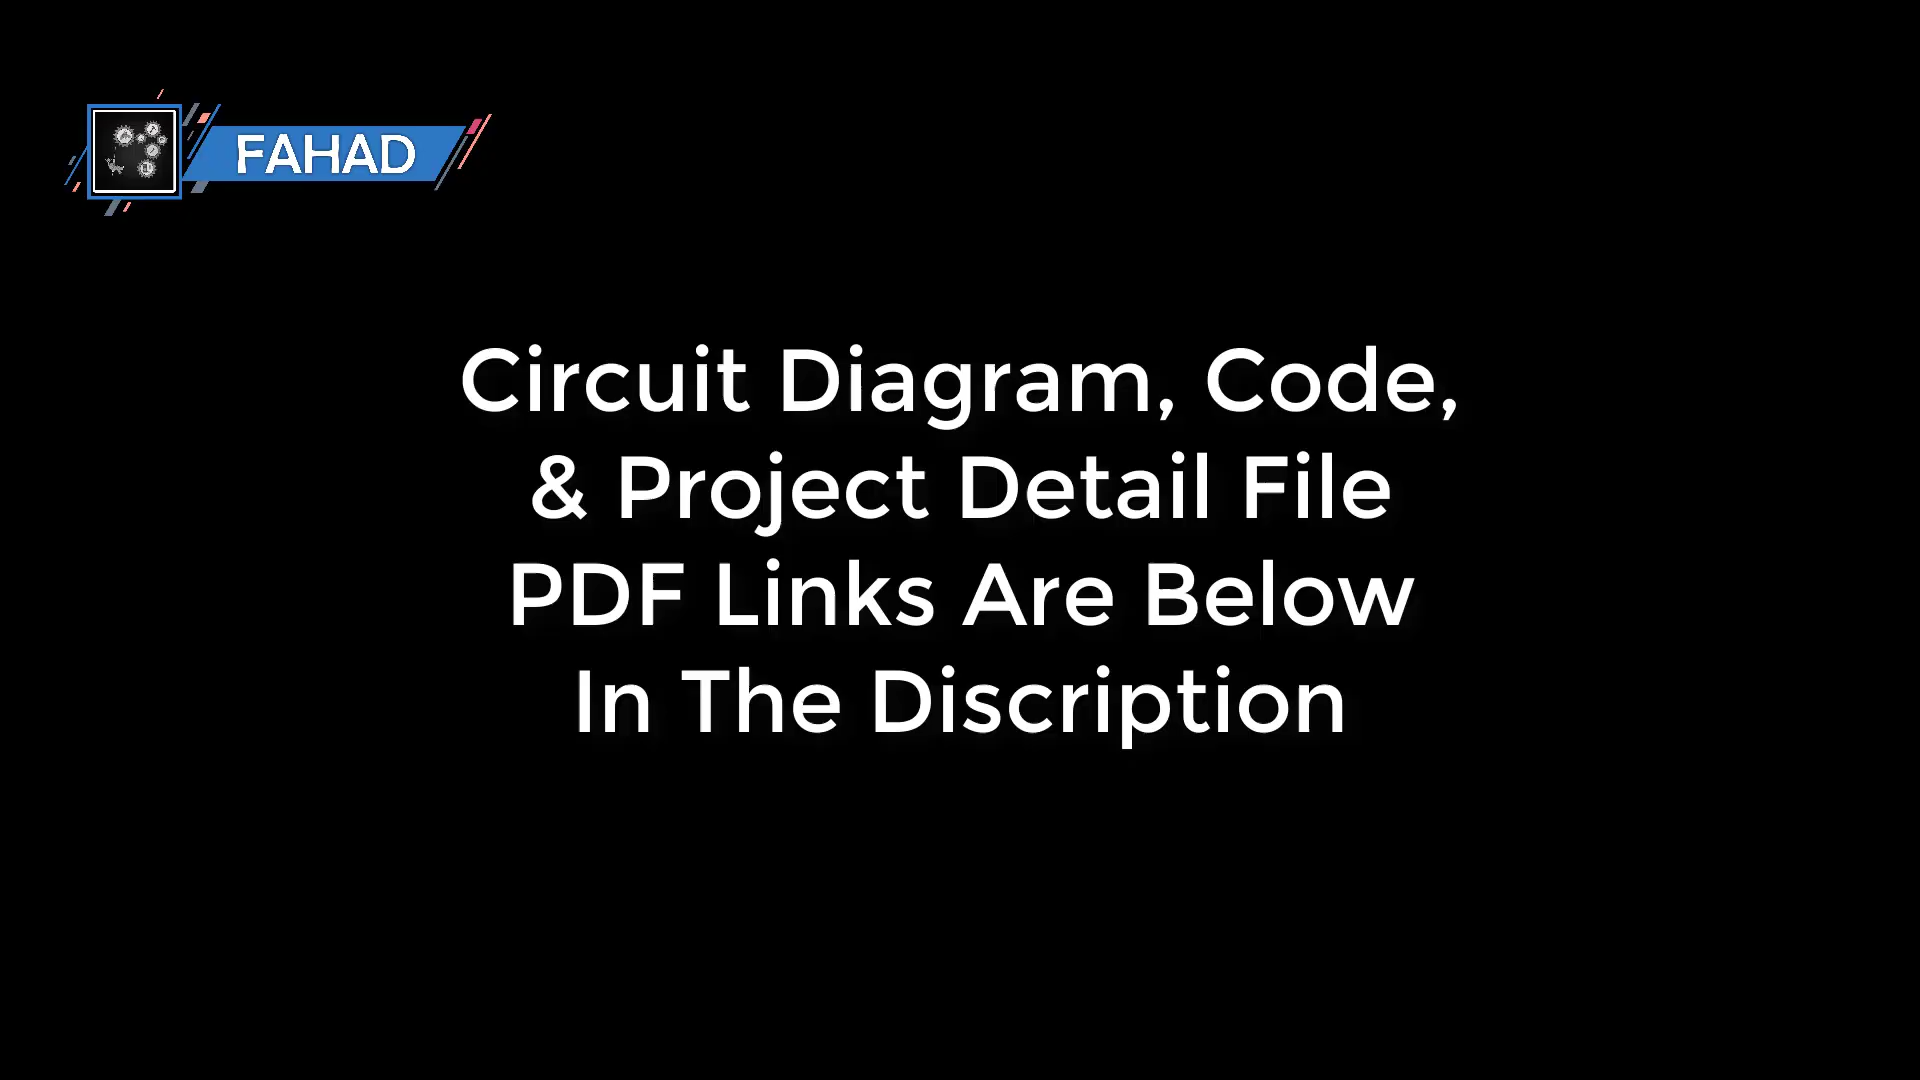 FAHAD
Circuit Diagram, Code,
& Project Detail File
PDF Links Are Below
In The Discription